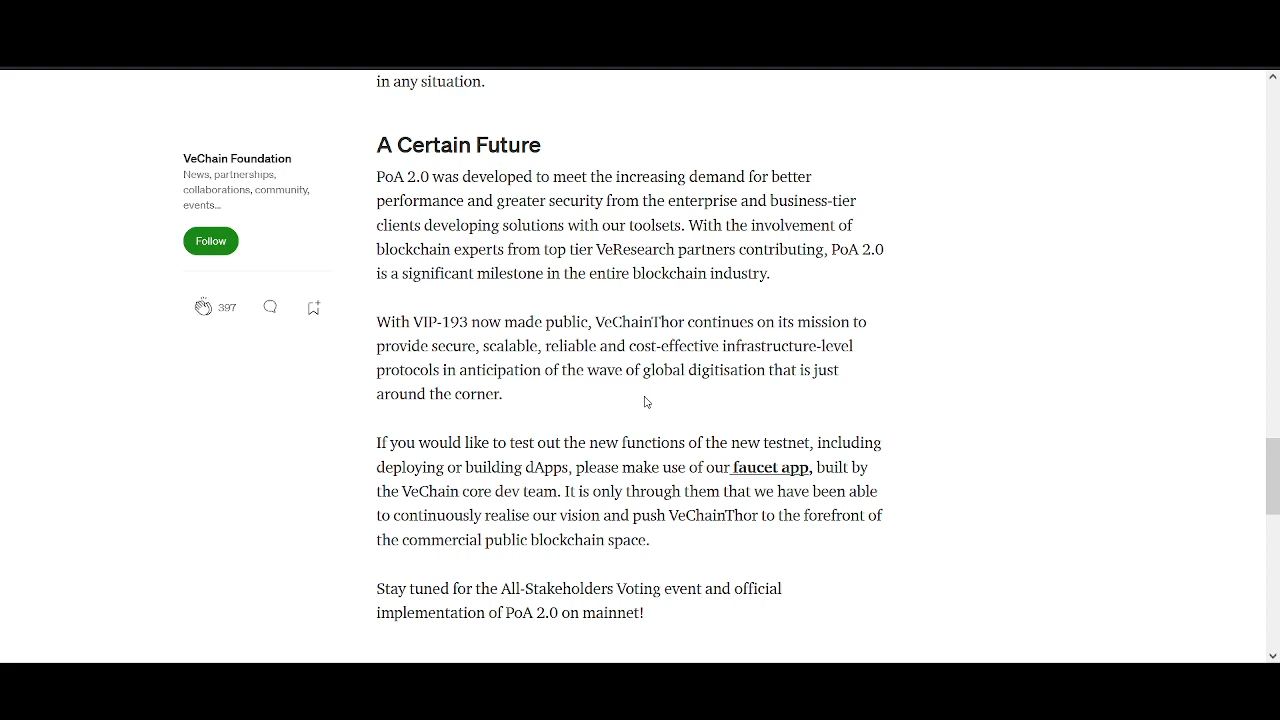 in any situation.
A Certain Future
VeChain Foundation
News, partnerships,
collaborations, community,
events...
Follow
397
PoA 2.0 was developed to meet the increasing demand for better
performance and greater security from the enterprise and business-tier
clients developing solutions with our toolsets. With the involvement of
blockchain experts from top tier VeResearch partners contributing, PoA 2.0
is a significant milestone in the entire blockchain industry.
With VIP-193 now made public, VeChainThor continues on its mission to
provide secure, scalable, reliable and cost-effective infrastructure-level
protocols in anticipation of the wave of global digitisation that is just
around the corner.
If you would like to test out the new functions of the new testnet, including
deploying or building dApps, please make use of our faucet app, built by
the VeChain core dev team. It is only through them that we have been able
to continuously realise our vision and push VeChainThor to the forefront of
the commercial public blockchain space.
Stay tuned for the All-Stakeholders Voting event and official
implementation of PoA 2.0 on mainnet!